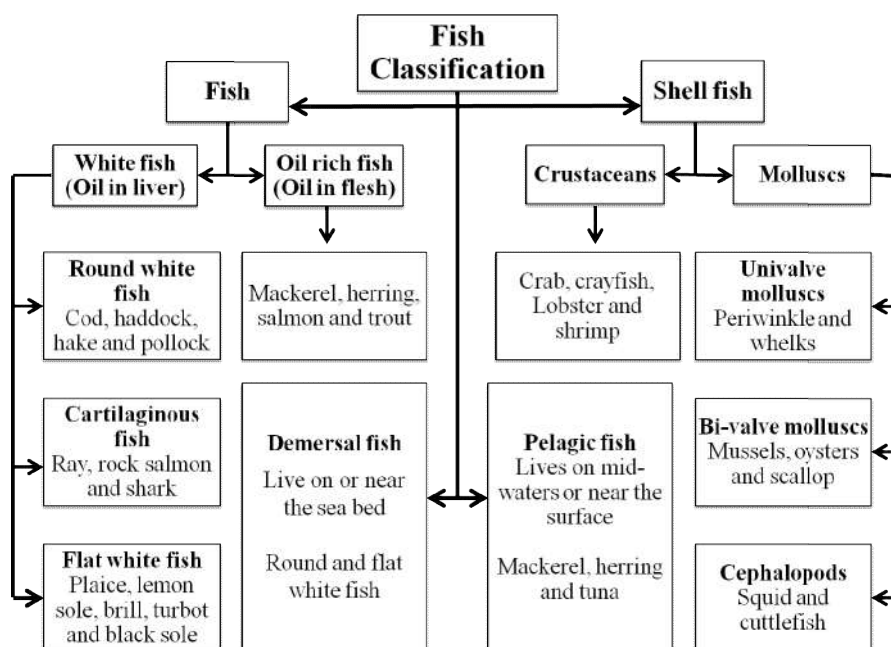 Fish
Classification
Fish
Shell fish
White fish
(Oil in liver)
Oil rich fish
(Oil in flesh)
Crustaceans
Molluscs
Round white
fish
Cod, haddock,
hake and pollock
Mackerel, herring,
salmon and trout
Crab, crayfish,
Lobster and
shrimp
Univalve
molluscs
Periwinkle and
whelks
Cartilaginous
fish
Ray, rock salmon
and shark
Demersal fish
Live on or near
the sea bed
Round and flat
white fish
Pelagic fish
Lives on mid-
waters or near the
surface
Mackerel, herring
and tuna
Bi-valve molluscs
Mussels, oysters
and scallop
Flat white fish
Plaice, lemon
sole, brill, turbot
and black sole
Cephalopods
Squid and
cuttlefish